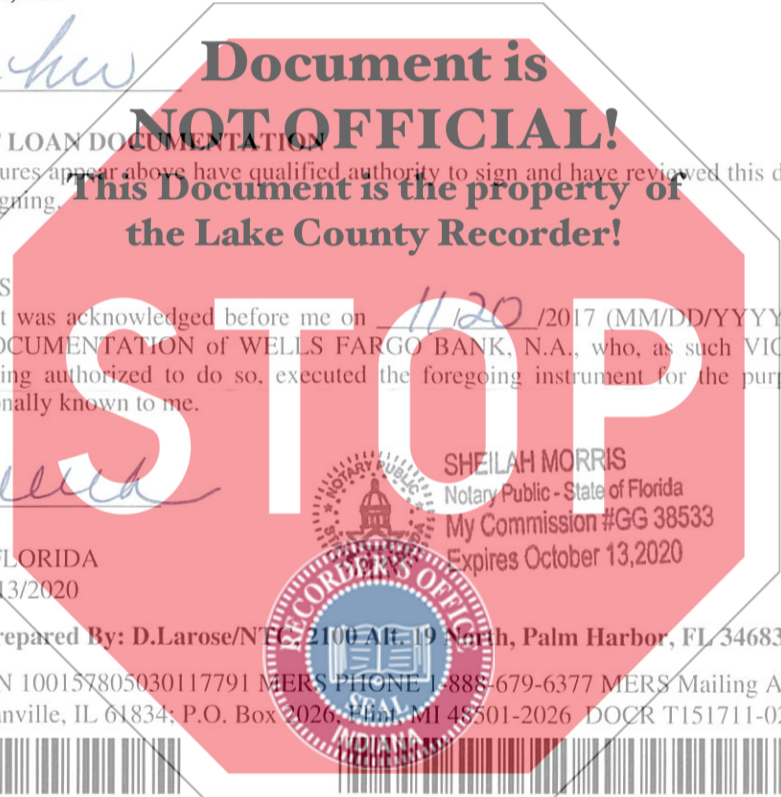 Document is
NOT OFFICIAL!
LOAN DOCUMENTATION
ures appear above have qualified authority to sign and have reviewed this d
gning,
This Document is the property of
the Lake County Recorder!
S
t was acknowledged before me on 11/20/2017 (MM/DD/YYYY
OCUMENTATION of WELLS FARGO BANK, N.A., who, as such VIC
ing authorized to do so, executed the foregoing instrument for the purp
nally known to me.
STOP
NOTARY PUBLIC
SHEILAH MORRIS
Notary Public - State of Florida
My Commission #GG 38533
Expires October 13,2020
FLORIDA
13/2020
RECORDER'S OFFICE
SEAL
INDIANA
repared By: D.Larose/NTC, 2100 Alt. 19 North, Palm Harbor, FL 34683
N 100157805030117791 MERS PHONE 1-888-679-6377 MERS Mailing A
nville, IL 61834; P.O. Box 2026, Flint, MI 48501-2026 DOCR T151711-02